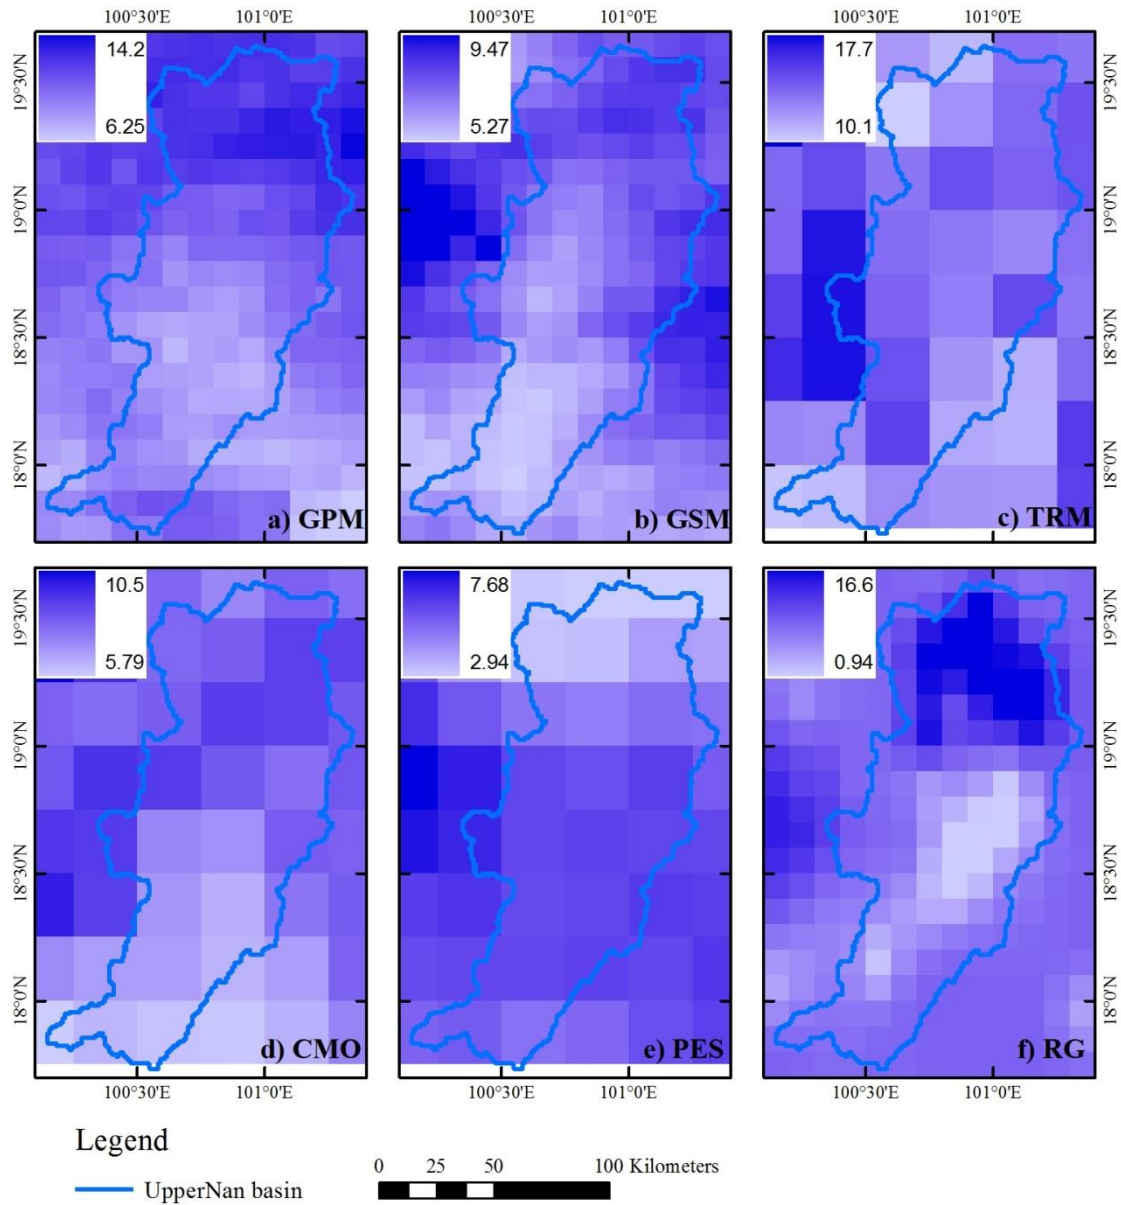 100°30'E 101°0'E 100°30'E 101°0'E 100°30'E 101°0'E
19°30'N 19°0'N 18°30'N 18°0'N
14.2
6.25
a) GPM
9.47
5.27
b) GSM
17.7
10.1
c) TRM
19°30'N 19°0'N 18°30'N 18°0'N
19°30'N 19°0'N 18°30'N 18°0'N
10.5
5.79
d) CMO
7.68
2.94
e) PES
16.6
0.94
f) RG
19°30'N 19°0'N 18°30'N 18°0'N
100°30'E 101°0'E 100°30'E 101°0'E 100°30'E 101°0'E
Legend
UpperNan basin
0 25 50 100 Kilometers